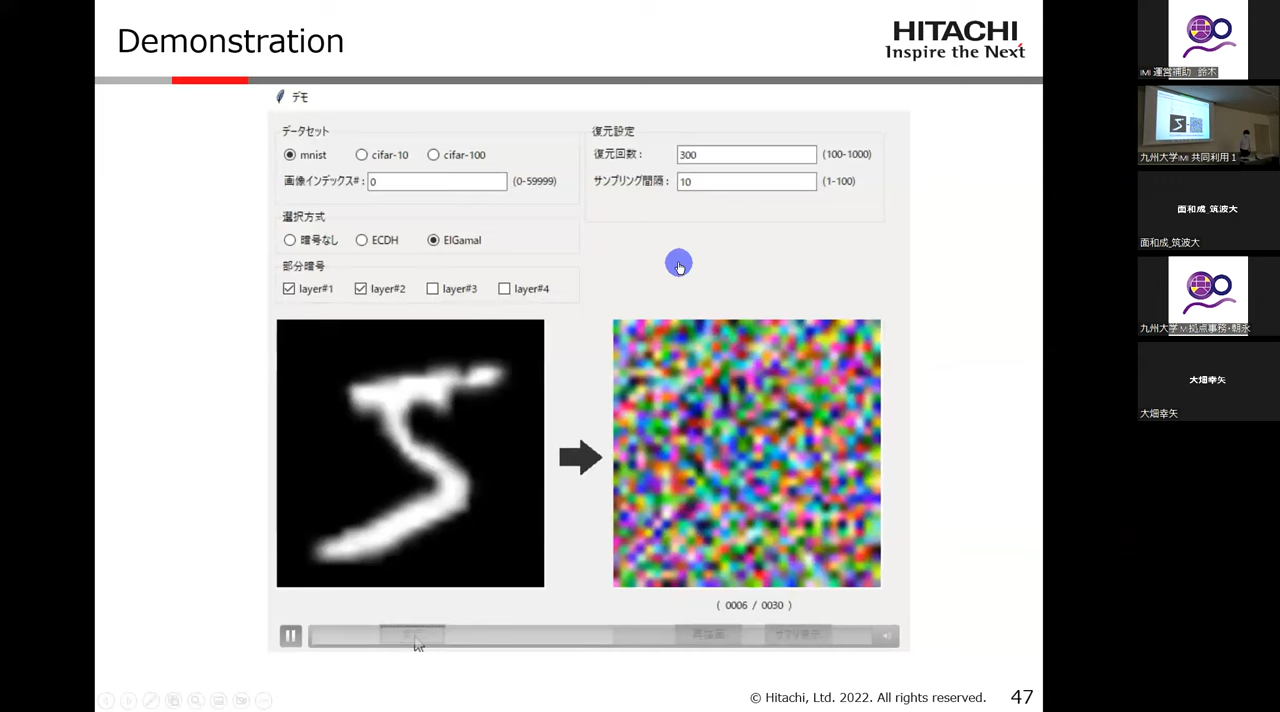 Demonstration
HITACHI
Inspire the Next
デモ
データセット
mnist cifar-10 cifar-100
画像インデックス#: 0 (0-59999)
選択方式
暗号なし ECDH ElGamal
部分暗号
layer#1 layer#2 layer#3 layer#4
復元設定
復元回数: 300 (100-1000)
サンプリング間隔: 10 (1-100)
( 0006 / 0030 )
再描画
© Hitachi, Ltd. 2022. All rights reserved. 47
IMI 運営補助 鈴木
九州大学IMI 共同利用1
面和成_筑波大
面和成_筑波大
九州大学
拠点事務・朝永
大畑幸矢
大畑幸矢